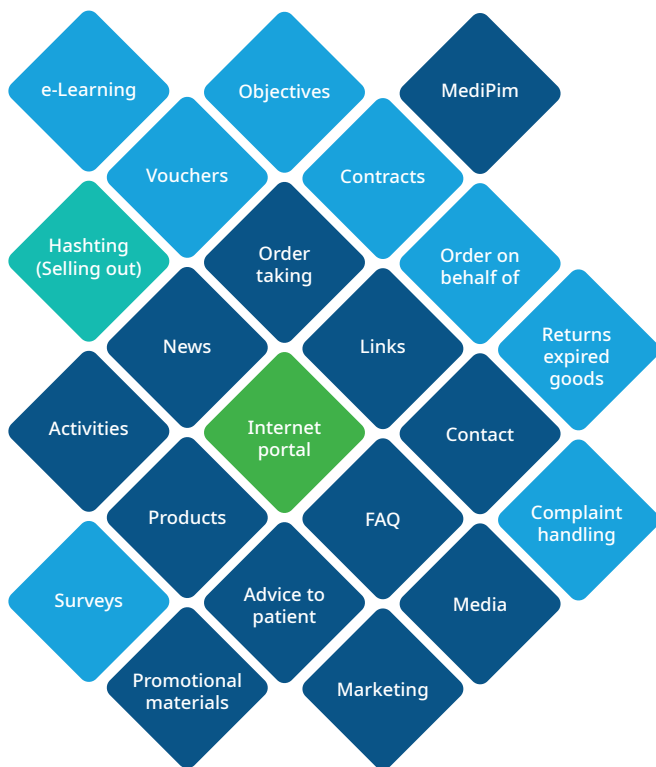 e-Learning
Objectives
MediPim
Vouchers
Contracts
Hashting
(Selling out)
Order
taking
Order on
behalf of
News
Links
Returns
expired
goods
Activities
Internet
portal
Contact
Products
FAQ
Complaint
handling
Surveys
Advice to
patient
Media
Promotional
materials
Marketing